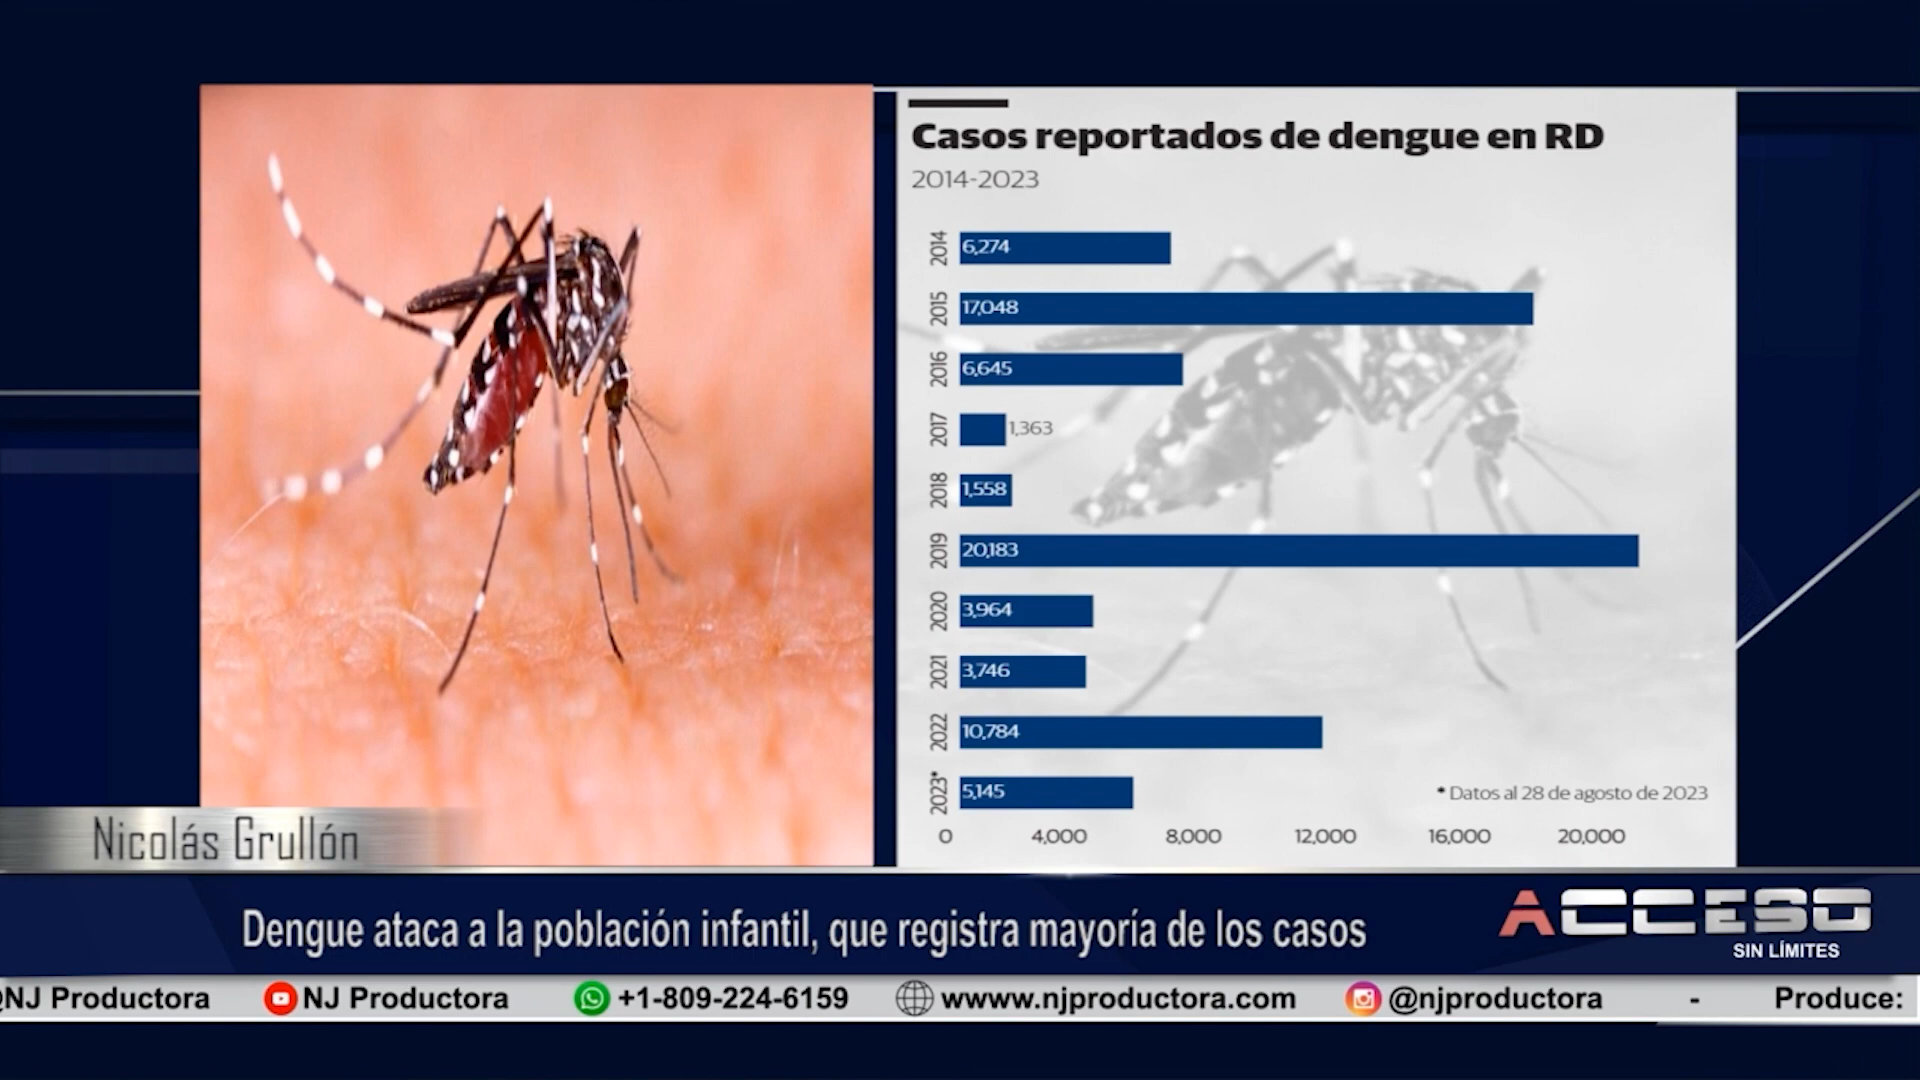 Casos reportados de dengue en RD
2014-2023
2014 6,274
2015 17,048
2016 6,645
2017 1,363
2018 1,558
2019 20,183
2020 3,964
2021 3,746
2022 10,784
2023* 5,145
* Datos al 28 de agosto de 2023
0 4,000 8,000 12,000 16,000 20,000
Nicolás Grullón
Dengue ataca a la población infantil, que registra mayoría de los casos
ACCESO
SIN LÍMITES
@NJ Productora NJ Productora +1-809-224-6159 wwww.njproductora.com @njproductora - Produce: